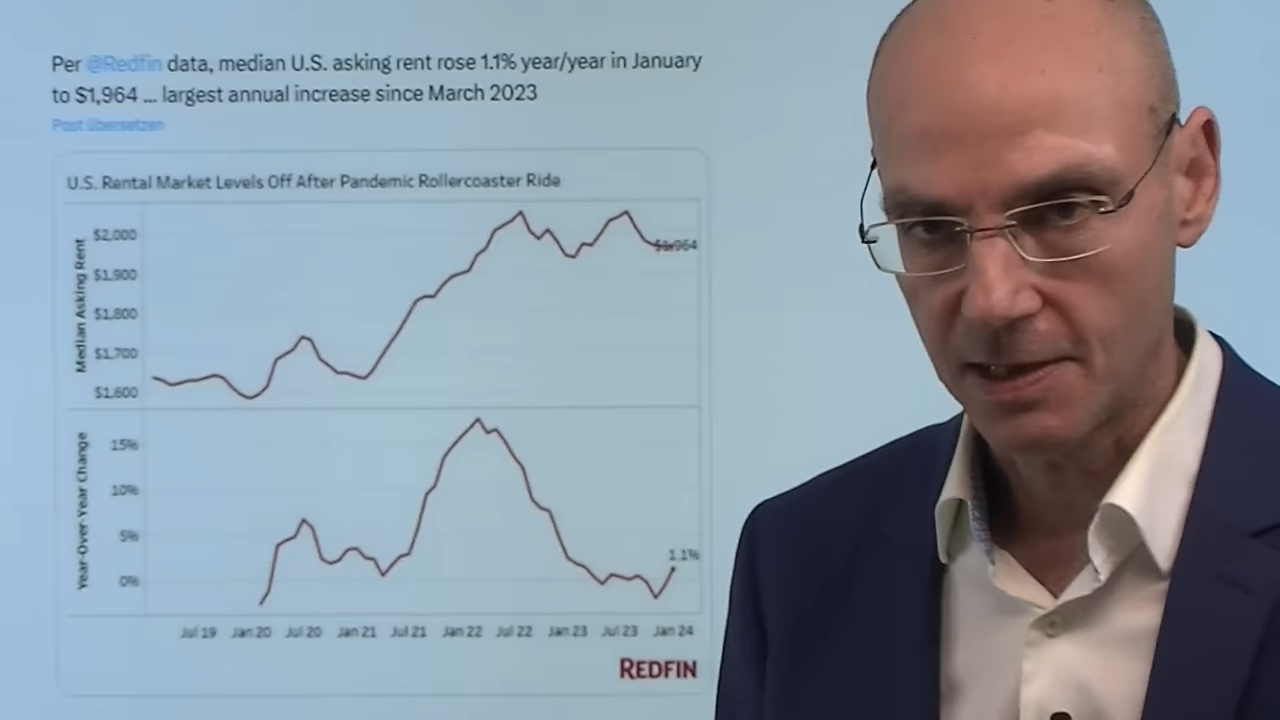 Per @Redfin data, median U.S. asking rent rose 1.1% year/year in January
to $1,964 ... largest annual increase since March 2023
Post übersetzen
U.S. Rental Market Levels Off After Pandemic Rollercoaster Ride
Median Asking Rent
$2,000
$1,900
$1,800
$1,700
$1,600
$1,964
Year-Over-Year Change
15%
10%
5%
0%
1.1%
Jul 19 Jan 20 Jul 20 Jan 21 Jul 21 Jan 22 Jul 22 Jan 23 Jul 23 Jan 24
REDFIN